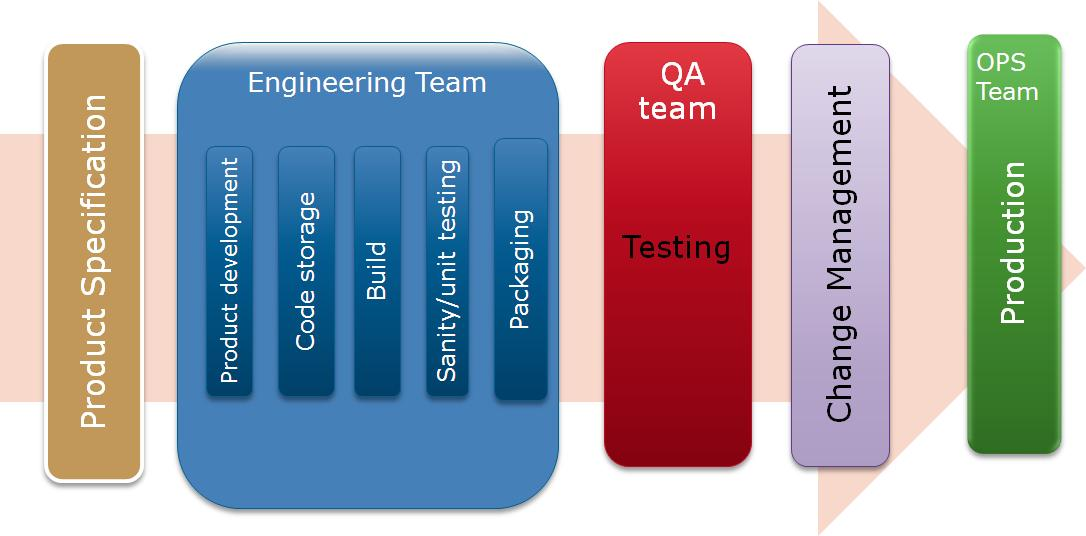 Product Specification
Engineering Team
Product development
Code storage
Build
Sanity/unit testing
Packaging
QA
team
Testing
Change Management
OPS
Team
Production